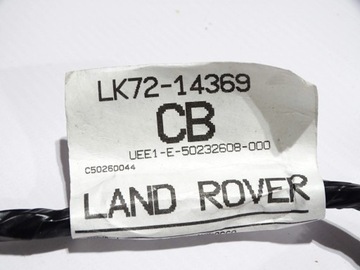 LK72-14369
CB
UEE1-E-50232608-000
C50260044
LAND ROVER